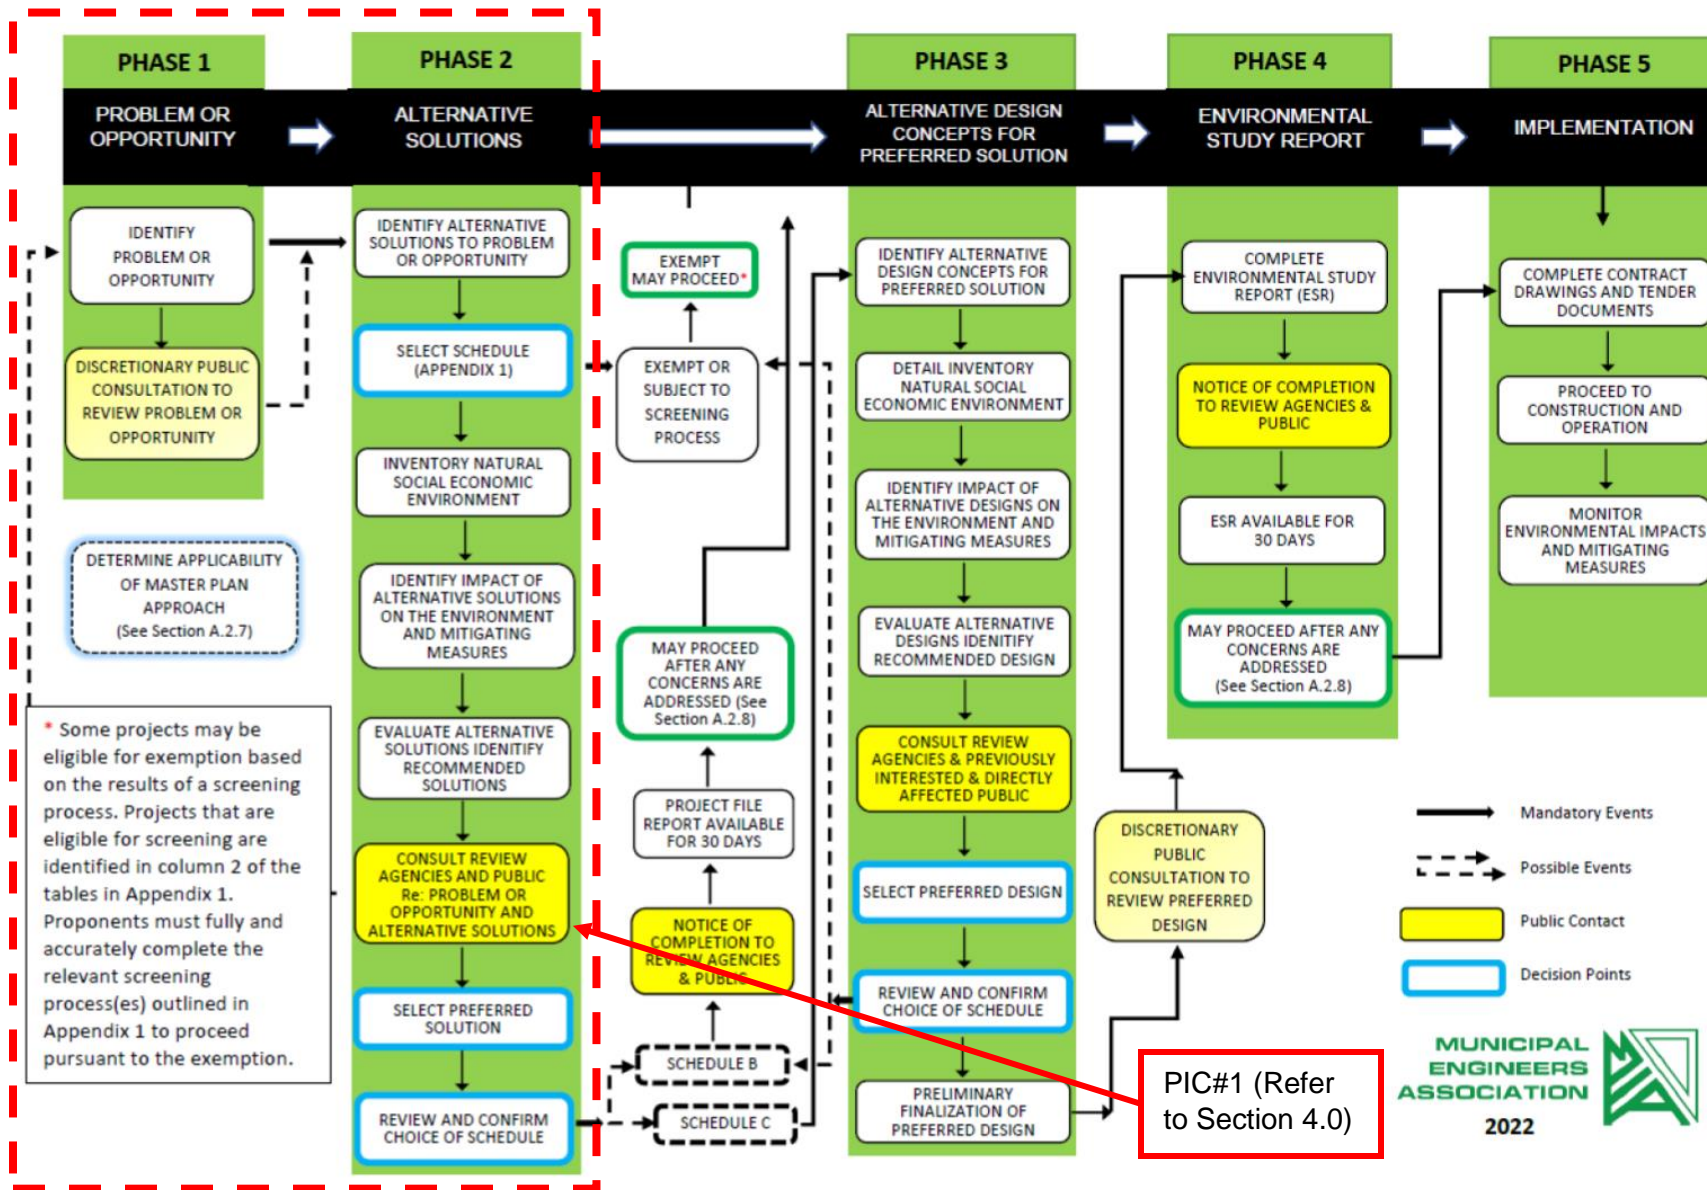 PHASE 1
PROBLEM OR
OPPORTUNITY
IDENTIFY
PROBLEM OR
OPPORTUNITY
DISCRETIONARY PUBLIC
CONSULTATION TO
REVIEW PROBLEM OR
OPPORTUNITY
DETERMINE APPLICABILITY
OF MASTER PLAN
APPROACH
(See Section A.2.7)
* Some projects may be
eligible for exemption based
on the results of a screening
process. Projects that are
eligible for screening are
identified in column 2 of the
tables in Appendix 1.
Proponents must fully and
accurately complete the
relevant screening
process(es) outlined in
Appendix 1 to proceed
pursuant to the exemption.
PHASE 2
ALTERNATIVE
SOLUTIONS
IDENTIFY ALTERNATIVE
SOLUTIONS TO PROBLEM
OR OPPORTUNITY
SELECT SCHEDULE
(APPENDIX 1)
INVENTORY NATURAL
SOCIAL ECONOMIC
ENVIRONMENT
IDENTIFY IMPACT OF
ALTERNATIVE SOLUTIONS
ON THE ENVIRONMENT
AND MITIGATING
MEASURES
EVALUATE ALTERNATIVE
SOLUTIONS IDENITIFY
RECOMMENDED
SOLUTIONS
CONSULT REVIEW
AGENCIES AND PUBLIC
Re: PROBLEM OR
OPPORTUNITY AND
ALTERNATIVE SOLUTIONS
SELECT PREFERRED
SOLUTION
REVIEW AND CONFIRM
CHOICE OF SCHEDULE
EXEMPT
MAY PROCEED*
EXEMPT OR
SUBJECT TO
SCREENING
PROCESS
MAY PROCEED
AFTER ANY
CONCERNS ARE
ADDRESSED (See
Section A.2.8)
PROJECT FILE
REPORT AVAILABLE
FOR 30 DAYS
NOTICE OF
COMPLETION TO
REVIEW AGENCIES
& PUBLIC
SCHEDULE B
SCHEDULE C
PHASE 3
ALTERNATIVE DESIGN
CONCEPTS FOR
PREFERRED SOLUTION
IDENTIFY ALTERNATIVE
DESIGN CONCEPTS FOR
PREFERRED SOLUTION
DETAIL INVENTORY
NATURAL SOCIAL
ECONOMIC ENVIRONMENT
IDENTIFY IMPACT OF
ALTERNATIVE DESIGNS ON
THE ENVIRONMENT AND
MITIGATING MEASURES
EVALUATE ALTERNATIVE
DESIGNS IDENITIFY
RECOMMENDED DESIGN
CONSULT REVIEW
AGENCIES & PREVIOUSLY
INTERESTED & DIRECTLY
AFFECTED PUBLIC
SELECT PREFERRED DESIGN
REVIEW AND CONFIRM
CHOICE OF SCHEDULE
PRELIMINARY
FINALIZATION OF
PREFERRED DESIGN
DISCRETIONARY
PUBLIC
CONSULTATION TO
REVIEW PREFERRED
DESIGN
PHASE 4
ENVIRONMENTAL
STUDY REPORT
COMPLETE
ENVIRONMENTAL STUDY
REPORT (ESR)
NOTICE OF COMPLETION
TO REVIEW AGENCIES &
PUBLIC
ESR AVAILABLE FOR
30 DAYS
MAY PROCEED AFTER ANY
CONCERNS ARE
ADDRESSED
(See Section A.2.8)
PHASE 5
IMPLEMENTATION
COMPLETE CONTRACT
DRAWINGS AND TENDER
DOCUMENTS
PROCEED TO
CONSTRUCTION AND
OPERATION
MONITOR
ENVIRONMENTAL IMPACTS
AND MITIGATING
MEASURES
Mandatory Events
Possible Events
Public Contact
Decision Points
PIC#1 (Refer
to Section 4.0)
MUNICIPAL
ENGINEERS
ASSOCIATION
2022